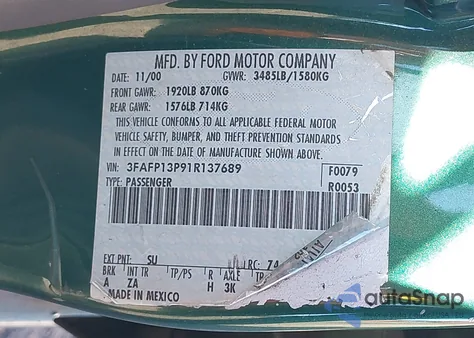 MFD. BY FORD MOTOR COMPANY
DATE: 11/00 GVWR: 3485LB/1580KG
FRONT GAWR: 1920LB 870KG
REAR GAWR: 1576LB 714KG
THIS VEHICLE CONFORMS TO ALL APPLICABLE FEDERAL MOTOR
VEHICLE SAFETY, BUMPER, AND THEFT PREVENTION STANDARDS
IN EFFECT ON THE DATE OF MANUFACTURE SHOWN ABOVE.
VIN: 3FAFP13P91R137689 F0079
TYPE: PASSENGER R0053
EXT PNT: SU RC: 74
BRK INT TR TP/PS R AXLE TP
A ZA H 3K
MADE IN MEXICO
autoSnap